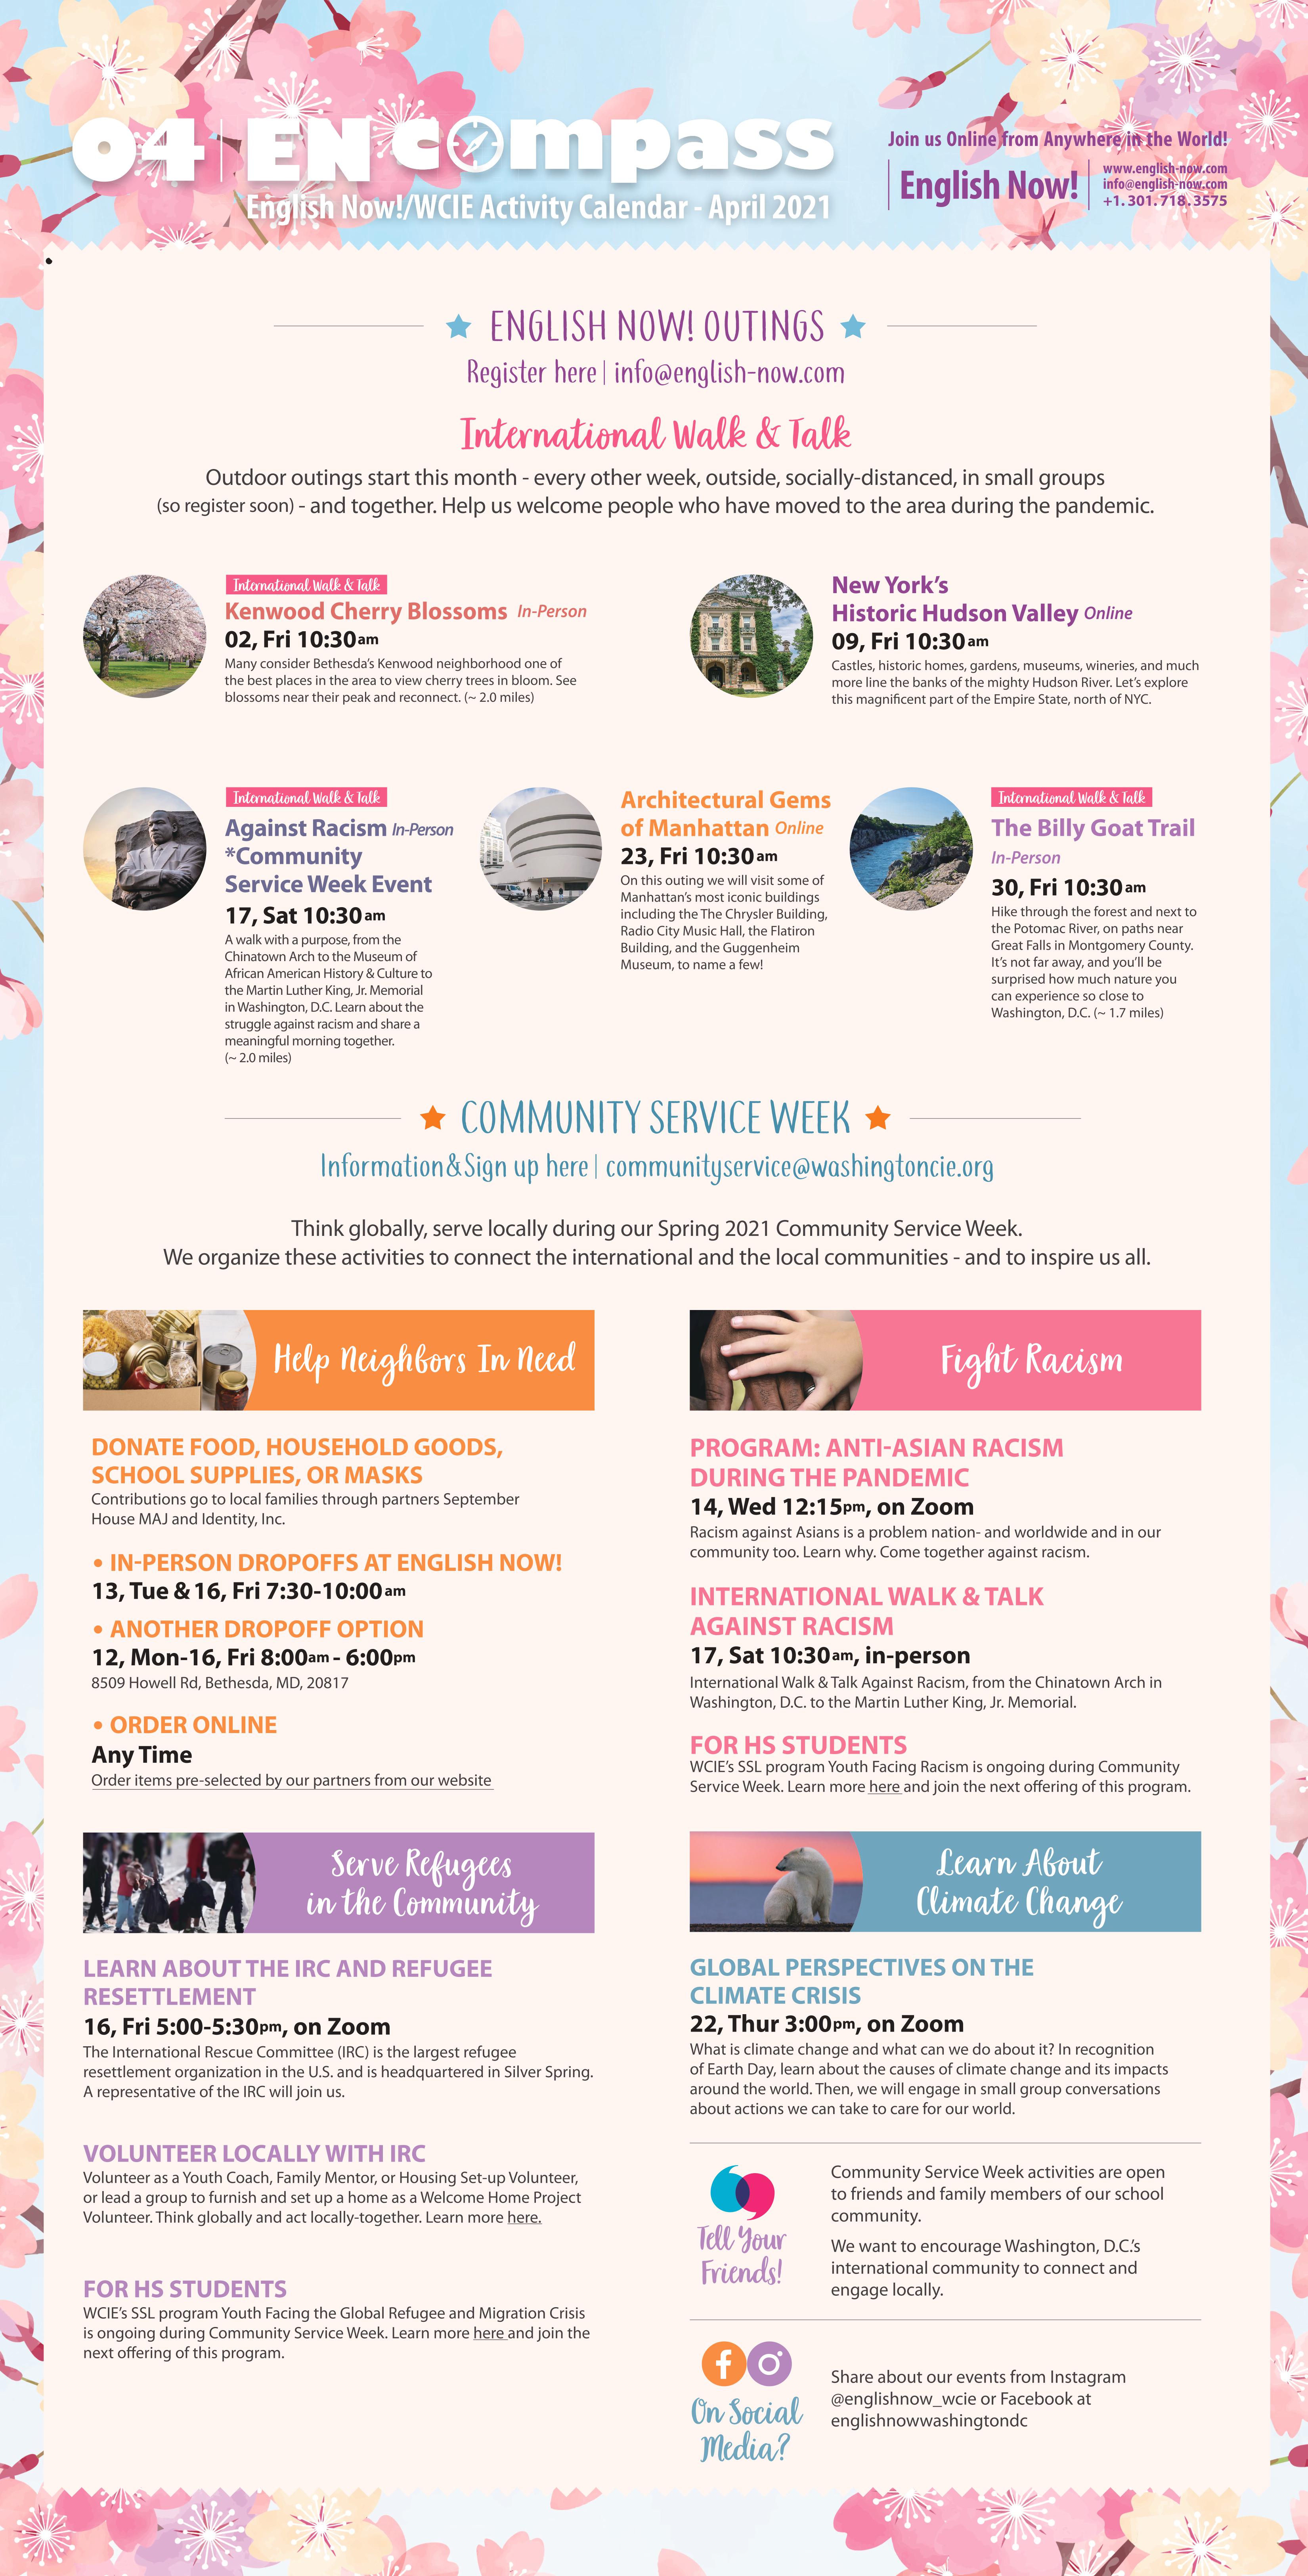 04 | EN Compass
English Now!/WCIE Activity Calendar - April 2021
Join us Online from Anywhere in the World!
English Now!
www.english-now.com
info@english-now.com
+1. 301. 718. 3575
ENGLISH NOW! OUTINGS
Register here | info@english-now.com
International Walk & Talk
Outdoor outings start this month - every other week, outside, socially-distanced, in small groups
(so register soon) - and together. Help us welcome people who have moved to the area during the pandemic.
International Walk & Talk
Kenwood Cherry Blossoms In-Person
02, Fri 10:30 am
Many consider Bethesda's Kenwood neighborhood one of
the best places in the area to view cherry trees in bloom. See
blossoms near their peak and reconnect. (~ 2.0 miles)
New York's
Historic Hudson Valley Online
09, Fri 10:30 am
Castles, historic homes, gardens, museums, wineries, and much
more line the banks of the mighty Hudson River. Let's explore
this magnificent part of the Empire State, north of NYC.
International Walk & Talk
Against Racism In-Person
*Community
Service Week Event
17, Sat 10:30 am
A walk with a purpose, from the
Chinatown Arch to the Museum of
African American History & Culture to
the Martin Luther King, Jr. Memorial
in Washington, D.C. Learn about the
struggle against racism and share a
meaningful morning together.
(~ 2.0 miles)
Architectural Gems
of Manhattan Online
23, Fri 10:30 am
On this outing we will visit some of
Manhattan's most iconic buildings
including the The Chrysler Building,
Radio City Music Hall, the Flatiron
Building, and the Guggenheim
Museum, to name a few!
International Walk & Talk
The Billy Goat Trail
In-Person
30, Fri 10:30 am
Hike through the forest and next to
the Potomac River, on paths near
Great Falls in Montgomery County.
It's not far away, and you'll be
surprised how much nature you
can experience so close to
Washington, D.C. (~ 1.7 miles)
COMMUNITY SERVICE WEEK
Information&Sign up here | communityservice@washingtoncie.org
Think globally, serve locally during our Spring 2021 Community Service Week.
We organize these activities to connect the international and the local communities - and to inspire us all.
Help Neighbors In Need
DONATE FOOD, HOUSEHOLD GOODS,
SCHOOL SUPPLIES, OR MASKS
Contributions go to local families through partners September
House MAJ and Identity, Inc.
• IN-PERSON DROPOFFS AT ENGLISH NOW!
13, Tue & 16, Fri 7:30-10:00 am
• ANOTHER DROPOFF OPTION
12, Mon-16, Fri 8:00am - 6:00pm
8509 Howell Rd, Bethesda, MD, 20817
• ORDER ONLINE
Any Time
Order items pre-selected by our partners from our website
Fight Racism
PROGRAM: ANTI-ASIAN RACISM
DURING THE PANDEMIC
14, Wed 12:15pm, on Zoom
Racism against Asians is a problem nation- and worldwide and in our
community too. Learn why. Come together against racism.
INTERNATIONAL WALK & TALK
AGAINST RACISM
17, Sat 10:30am, in-person
International Walk & Talk Against Racism, from the Chinatown Arch in
Washington, D.C. to the Martin Luther King, Jr. Memorial.
FOR HS STUDENTS
WCIE's SSL program Youth Facing Racism is ongoing during Community
Service Week. Learn more here and join the next offering of this program.
Serve Refugees
in the Community
LEARN ABOUT THE IRC AND REFUGEE
RESETTLEMENT
16, Fri 5:00-5:30pm, on Zoom
The International Rescue Committee (IRC) is the largest refugee
resettlement organization in the U.S. and is headquartered in Silver Spring.
A representative of the IRC will join us.
VOLUNTEER LOCALLY WITH IRC
Volunteer as a Youth Coach, Family Mentor, or Housing Set-up Volunteer,
or lead a group to furnish and set up a home as a Welcome Home Project
Volunteer. Think globally and act locally-together. Learn more here.
FOR HS STUDENTS
WCIE's SSL program Youth Facing the Global Refugee and Migration Crisis
is ongoing during Community Service Week. Learn more here and join the
next offering of this program.
Learn About
Climate Change
GLOBAL PERSPECTIVES ON THE
CLIMATE CRISIS
22, Thur 3:00pm, on Zoom
What is climate change and what can we do about it? In recognition
of Earth Day, learn about the causes of climate change and its impacts
around the world. Then, we will engage in small group conversations
about actions we can take to care for our world.
Tell Your
Friends!
Community Service Week activities are open
to friends and family members of our school
community.
We want to encourage Washington, D.C.'s
international community to connect and
engage locally.
On Social
Media?
Share about our events from Instagram
@englishnow_wcie or Facebook at
englishnowwashingtondc